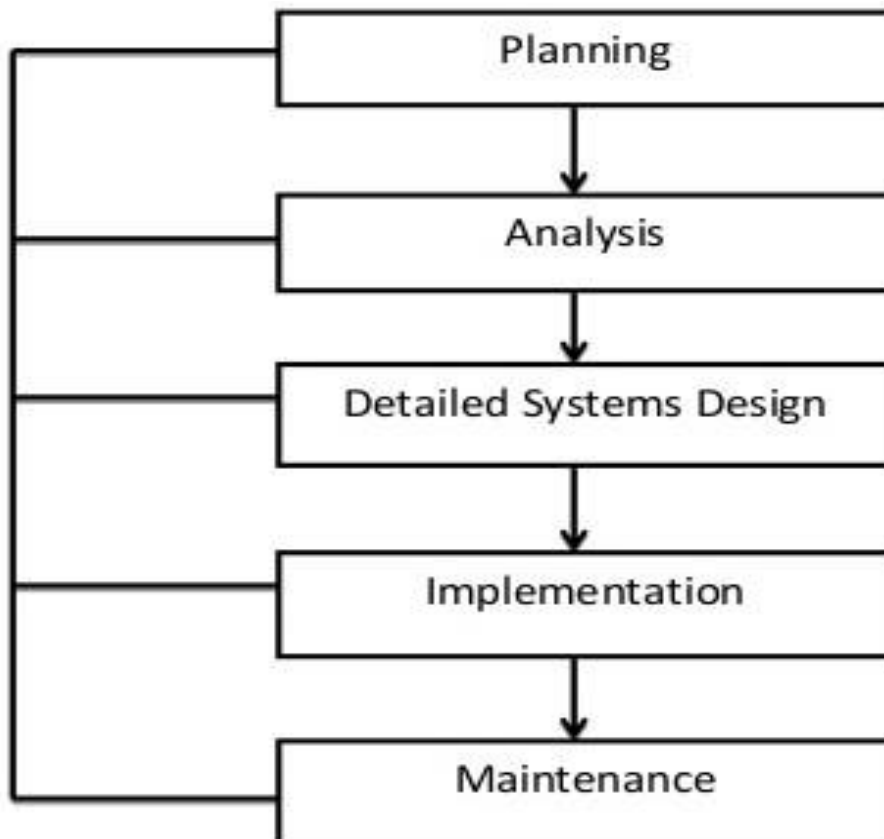 Planning
Analysis
Detailed Systems Design
Implementation
Maintenance